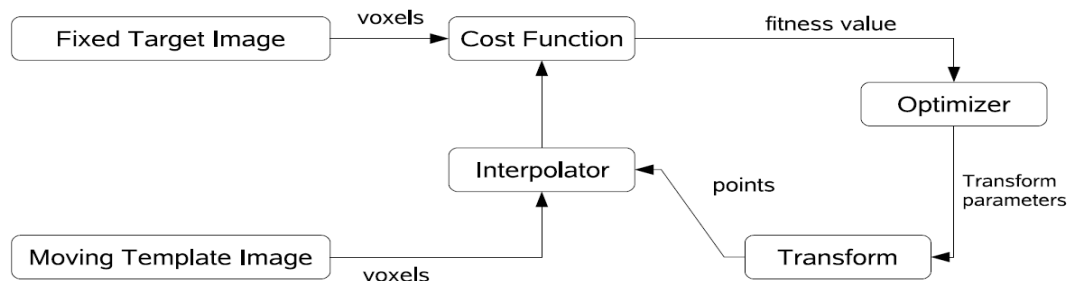 voxels
fitness value
Fixed Target Image
Cost Function
Optimizer
Interpolator
points
Transform
parameters
Moving Template Image
voxels
Transform